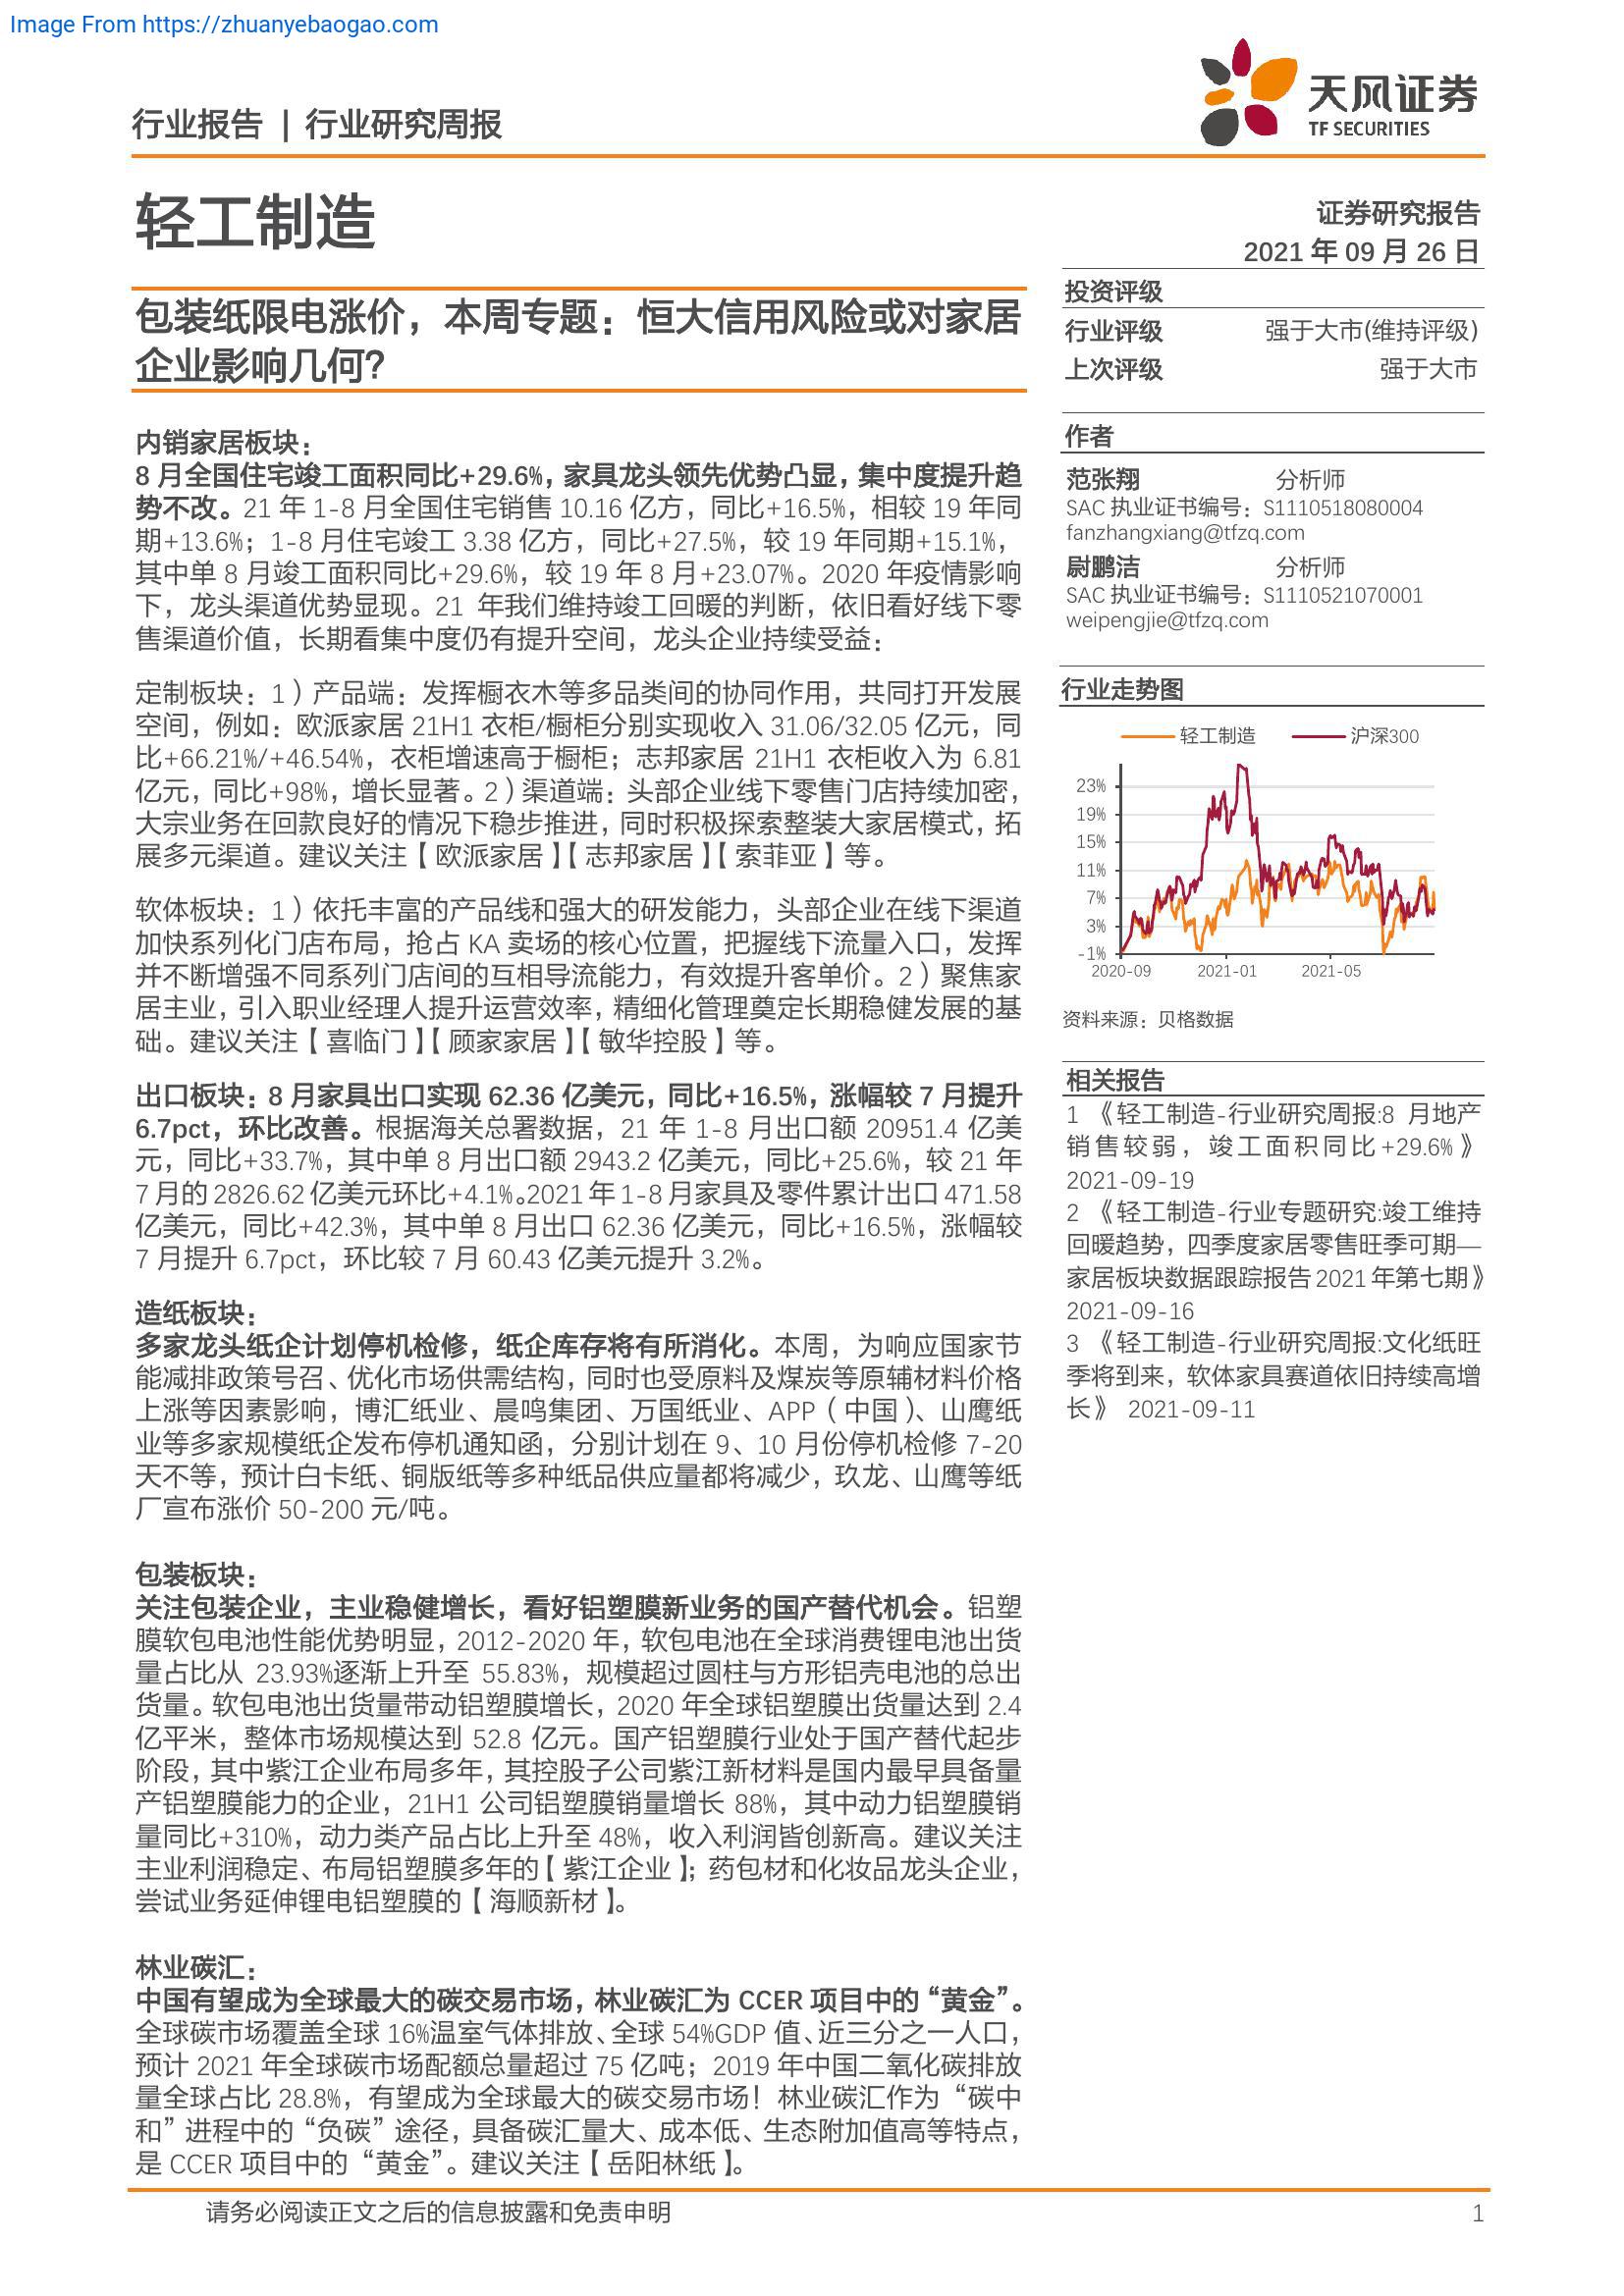 Image From https://zhuanyebaogao.com
行业报告 | 行业研究周报
天风证券
TF SECURITIES
轻工制造
证券研究报告
2021 年 09 月 26 日
包装纸限电涨价，本周专题：恒大信用风险或对家居
企业影响几何？
内销家居板块：
8 月全国住宅竣工面积同比+29.6%，家具龙头领先优势凸显，集中度提升趋
势不改。21 年 1-8 月全国住宅销售 10.16 亿方，同比+16.5%，相较 19 年同
期+13.6%；1-8 月住宅竣工 3.38 亿方，同比+27.5%，较 19 年同期+15.1%，
其中单 8 月竣工面积同比+29.6%，较 19 年 8 月+23.07%。2020 年疫情影响
下，龙头渠道优势显现。21 年我们维持竣工回暖的判断，依旧看好线下零
售渠道价值，长期看集中度仍有提升空间，龙头企业持续受益：
定制板块：1）产品端：发挥橱衣木等多品类间的协同作用，共同打开发展
空间，例如：欧派家居 21H1 衣柜/橱柜分别实现收入 31.06/32.05 亿元，同
比+66.21%/+46.54%，衣柜增速高于橱柜；志邦家居 21H1 衣柜收入为 6.81
亿元，同比+98%，增长显著。2）渠道端：头部企业线下零售门店持续加密，
大宗业务在回款良好的情况下稳步推进，同时积极探索整装大家居模式，拓
展多元渠道。建议关注【欧派家居】【志邦家居】【索菲亚】等。
软体板块：1）依托丰富的产品线和强大的研发能力，头部企业在线下渠道
加快系列化门店布局，抢占 KA 卖场的核心位置，把握线下流量入口，发挥
并不断增强不同系列门店间的互相导流能力，有效提升客单价。2）聚焦家
居主业，引入职业经理人提升运营效率，精细化管理奠定长期稳健发展的基
础。建议关注【喜临门】【顾家家居】【敏华控股】等。
出口板块：8 月家具出口实现 62.36 亿美元，同比+16.5%，涨幅较 7 月提升
6.7pct，环比改善。根据海关总署数据，21 年 1-8 月出口额 20951.4 亿美
元，同比+33.7%，其中单 8 月出口额 2943.2 亿美元，同比+25.6%，较 21 年
7 月的 2826.62 亿美元环比+4.1%。2021 年 1-8 月家具及零件累计出口 471.58
亿美元，同比+42.3%，其中单 8 月出口 62.36 亿美元，同比+16.5%，涨幅较
7 月提升 6.7pct，环比较 7 月 60.43 亿美元提升 3.2%。
造纸板块：
多家龙头纸企计划停机检修，纸企库存将有所消化。本周，为响应国家节
能减排政策号召、优化市场供需结构，同时也受原料及煤炭等原辅材料价格
上涨等因素影响，博汇纸业、晨鸣集团、万国纸业、APP（中国）、山鹰纸
业等多家规模纸企发布停机通知函，分别计划在 9、10 月份停机检修 7-20
天不等，预计白卡纸、铜版纸等多种纸品供应量都将减少，玖龙、山鹰等纸
厂宣布涨价 50-200 元/吨。
包装板块：
关注包装企业，主业稳健增长，看好铝塑膜新业务的国产替代机会。铝塑
膜软包电池性能优势明显，2012-2020 年，软包电池在全球消费锂电池出货
量占比从 23.93%逐渐上升至 55.83%，规模超过圆柱与方形铝壳电池的总出
货量。软包电池出货量带动铝塑膜增长，2020 年全球铝塑膜出货量达到 2.4
亿平米，整体市场规模达到 52.8 亿元。国产铝塑膜行业处于国产替代起步
阶段，其中紫江企业布局多年，其控股子公司紫江新材料是国内最早具备量
产铝塑膜能力的企业，21H1 公司铝塑膜销量增长 88%，其中动力铝塑膜销
量同比+310%，动力类产品占比上升至 48%，收入利润皆创新高。建议关注
主业利润稳定、布局铝塑膜多年的【紫江企业】；药包材和化妆品龙头企业，
尝试业务延伸锂电铝塑膜的【海顺新材】。
林业碳汇：
中国有望成为全球最大的碳交易市场，林业碳汇为 CCER 项目中的“黄金”。
全球碳市场覆盖全球 16%温室气体排放、全球 54%GDP 值、近三分之一人口，
预计 2021 年全球碳市场配额总量超过 75 亿吨；2019 年中国二氧化碳排放
量全球占比 28.8%，有望成为全球最大的碳交易市场！林业碳汇作为“碳中
和”进程中的“负碳”途径，具备碳汇量大、成本低、生态附加值高等特点，
是 CCER 项目中的“黄金”。建议关注【岳阳林纸】。
投资评级
行业评级 强于大市(维持评级)
上次评级 强于大市
作者
范张翔 分析师
SAC 执业证书编号：S1110518080004
fanzhangxiang@tfzq.com
尉鹏洁 分析师
SAC 执业证书编号：S1110521070001
weipengjie@tfzq.com
行业走势图
轻工制造 沪深300
23%
19%
15%
11%
7%
3%
-1%
2020-09 2021-01 2021-05
资料来源：贝格数据
相关报告
1 《轻工制造-行业研究周报:8 月地产
销售较弱，竣工面积同比+29.6%》
2021-09-19
2 《轻工制造-行业专题研究:竣工维持
回暖趋势，四季度家居零售旺季可期—
家居板块数据跟踪报告 2021 年第七期》
2021-09-16
3 《轻工制造-行业研究周报:文化纸旺
季将到来，软体家具赛道依旧持续高增
长》 2021-09-11
请务必阅读正文之后的信息披露和免责申明 1